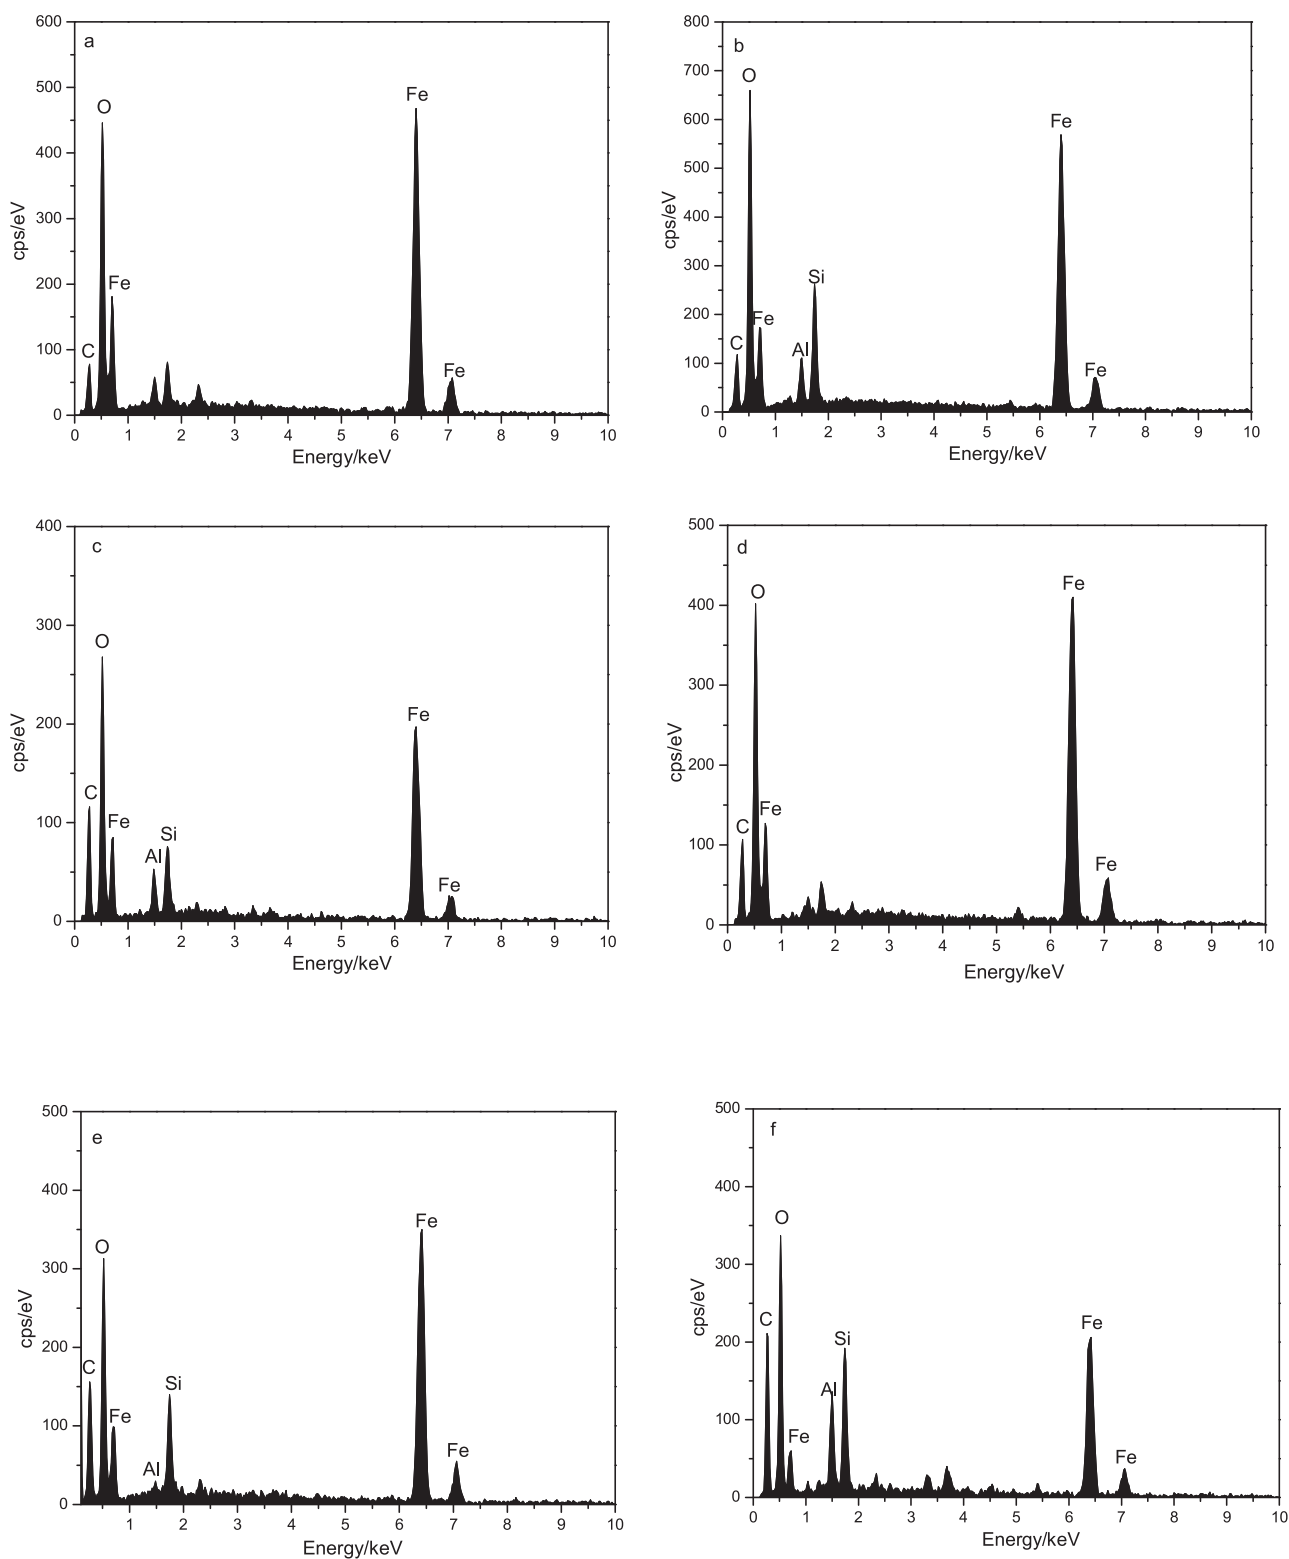 a
600
500
400
300
200
100
0
cps/eV
C
O
Fe
Fe
Fe
0 1 2 3 4 5 6 7 8 9 10
Energy/keV
b
800
700
600
500
400
300
200
100
0
cps/eV
C
O
Fe
Al
Si
Fe
Fe
0 1 2 3 4 5 6 7 8 9 10
Energy/keV
c
400
300
200
100
0
cps/eV
C
O
Fe
Al
Si
Fe
Fe
0 1 2 3 4 5 6 7 8 9 10
Energy/keV
d
500
400
300
200
100
0
cps/eV
C
O
Fe
Fe
Fe
0 1 2 3 4 5 6 7 8 9 10
Energy/keV
e
500
400
300
200
100
0
cps/eV
C
O
Fe
Al
Si
Fe
Fe
1 2 3 4 5 6 7 8 9 10
Energy/keV
f
500
400
300
200
100
0
cps/eV
C
O
Fe
Al
Si
Fe
Fe
0 1 2 3 4 5 6 7 8 9 10
Energy/keV